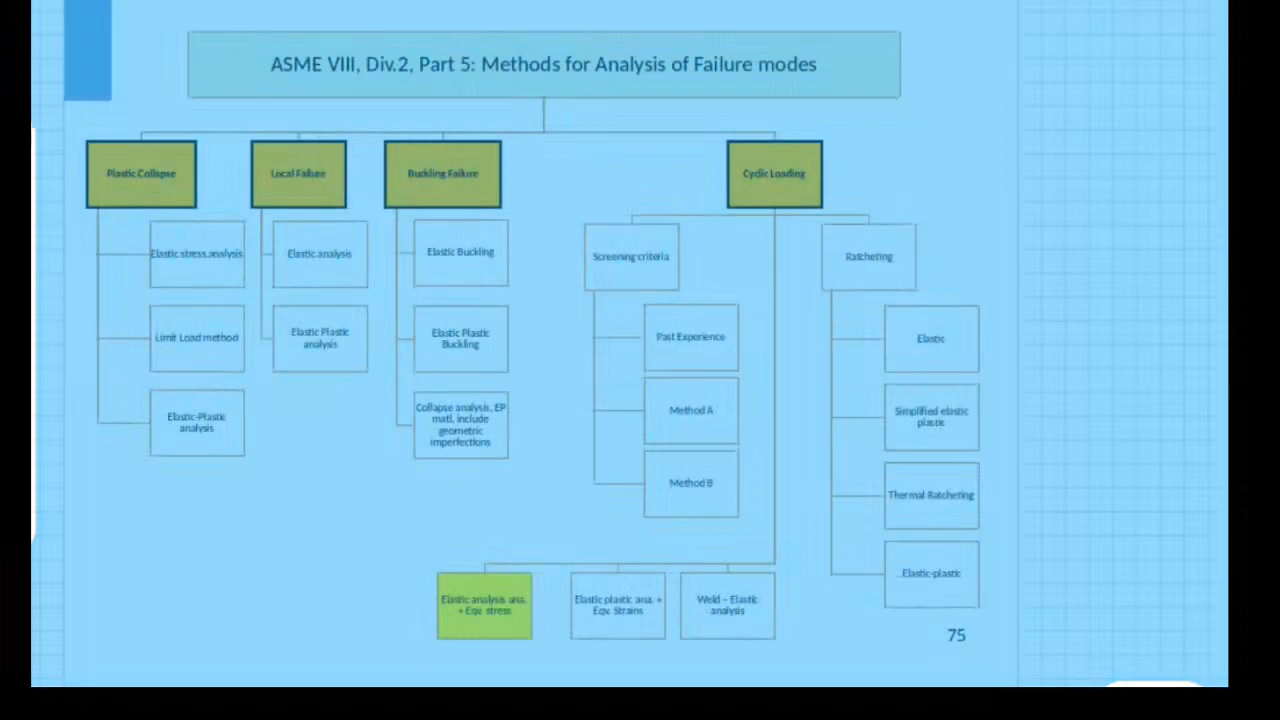 ASME VIII, Div.2, Part 5: Methods for Analysis of Failure modes
Plastic Collapse
Local Failure
Buckling Failure
Cyclic Loading
Elastic stress analysis
Limit Load method
Elastic-Plastic
analysis
Elastic analysis
Elastic Plastic
analysis
Elastic Buckling
Elastic Plastic
Buckling
Collapse analysis, EP
matl, include
geometric
imperfections
Screening criteria
Past Experience
Method A
Method B
Ratcheting
Elastic
Simplified elastic
plastic
Thermal Ratcheting
Elastic-plastic
Elastic analysis ana.
+ Eqv. stress
Elastic plastic ana. +
Eqv. Strains
Weld – Elastic
analysis
75